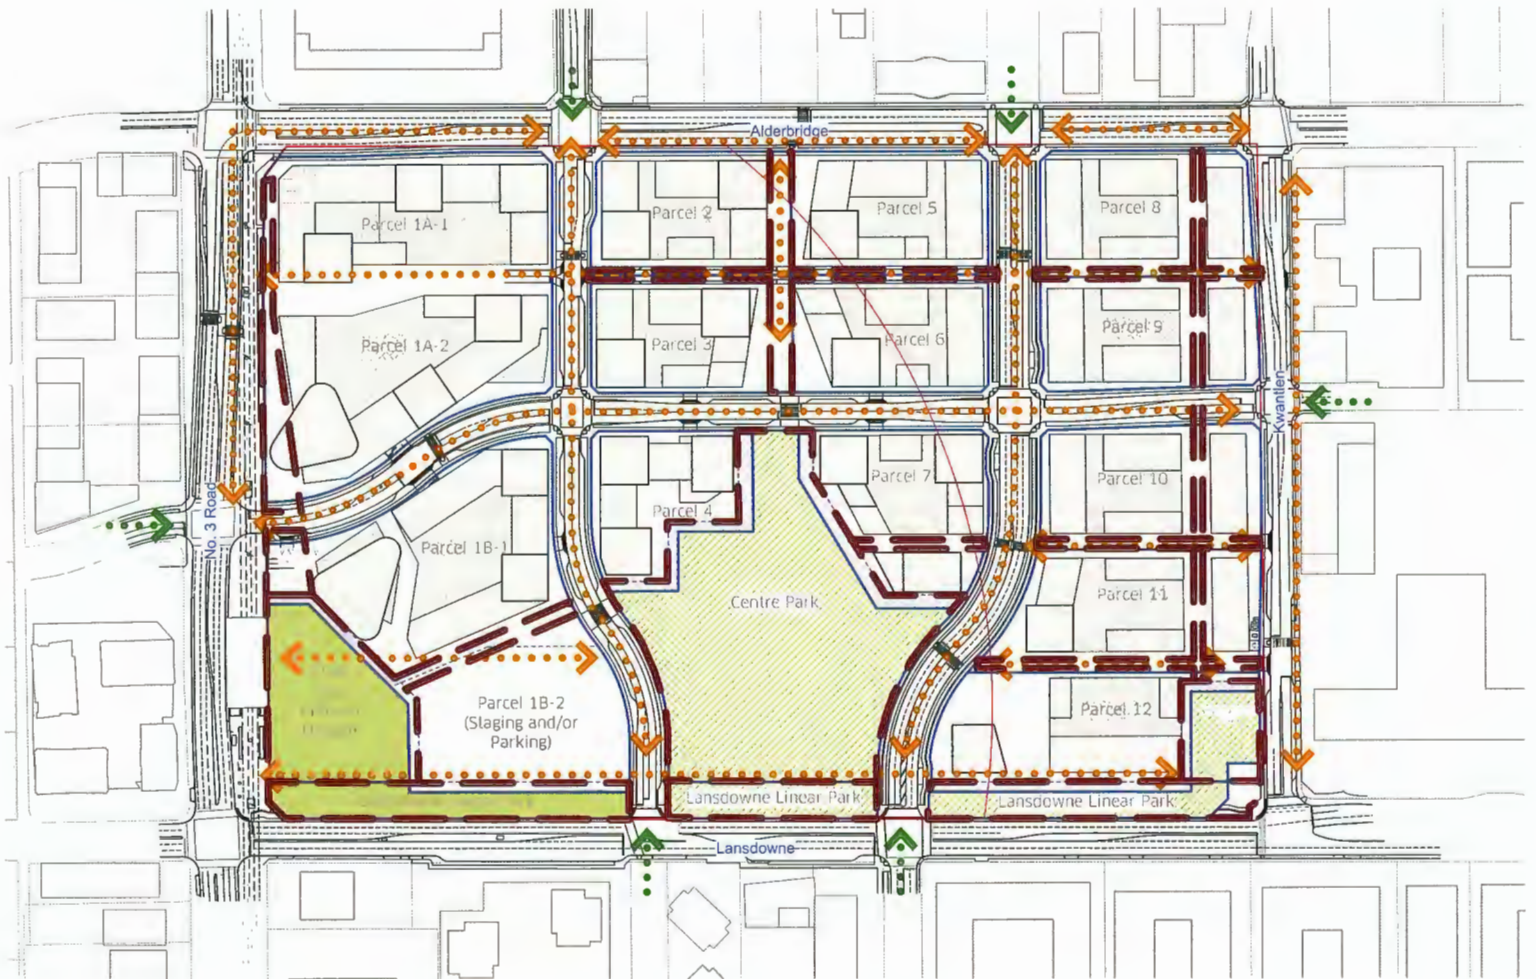 Alderbridge
Parcel 1A-1
Parcel 2
Parcel 5
Parcel 8
Parcel 1A-2
Parcel 3
Parcel 6
Parcel 9
Kwantlen
No. 3 Road
Parcel 1B-1
Parcel 4
Parcel 7
Parcel 10
Centre Park
Parcel 11
Parcel 1B-2
(Staging and/or
Parking)
Parcel 12
Lansdowne Linear Park
Lansdowne Linear Park
Lansdowne